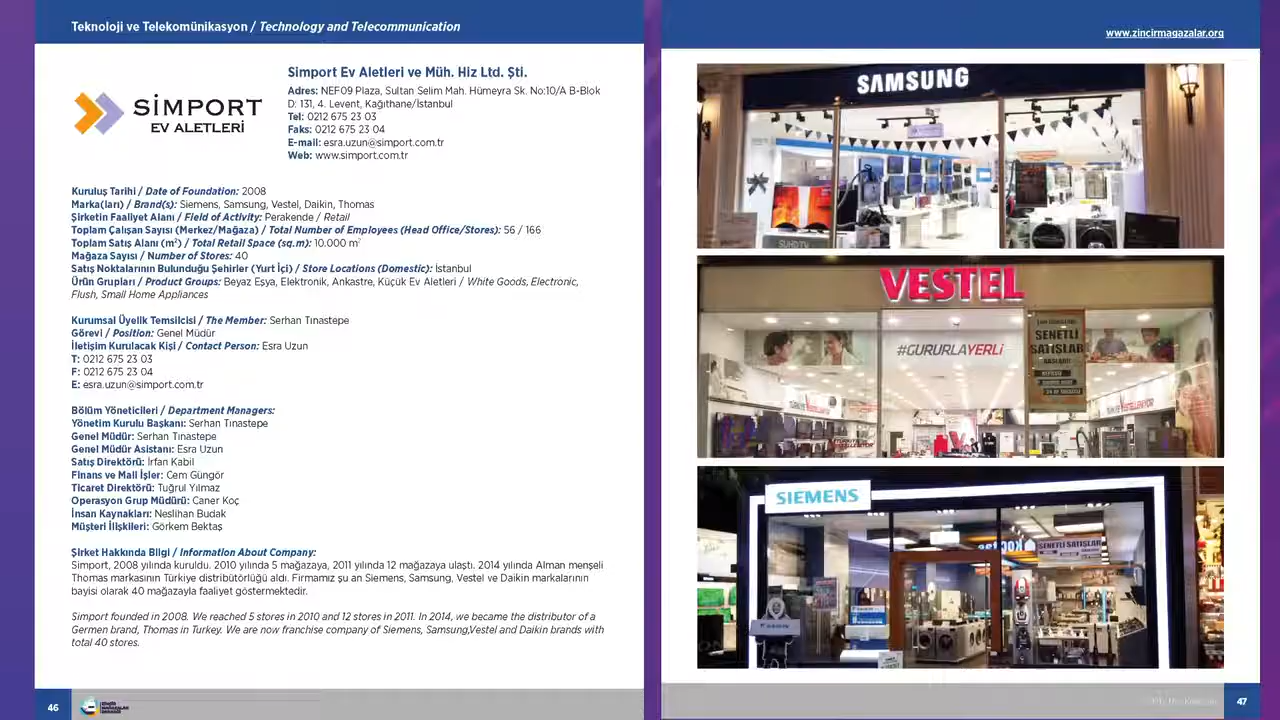 Teknoloji ve Telekomünikasyon / Technology and Telecommunication
SİMPORT
EV ALETLERİ
Simport Ev Aletleri ve Müh. Hiz Ltd. Şti.
Adres: NEF09 Plaza, Sultan Selim Mah. Hümeyra Sk. No:10/A B-Blok
D: 131, 4. Levent, Kağıthane/İstanbul
Tel: 0212 675 23 03
Faks: 0212 675 23 04
E-mail: esra.uzun@simport.com.tr
Web: www.simport.com.tr
Kuruluş Tarihi / Date of Foundation: 2008
Marka(ları) / Brand(s): Siemens, Samsung, Vestel, Daikin, Thomas
Şirketin Faaliyet Alanı / Field of Activity: Perakende / Retail
Toplam Çalışan Sayısı (Merkez/Mağaza) / Total Number of Employees (Head Office/Stores): 56 / 166
Toplam Satış Alanı (m²) / Total Retail Space (sq.m): 10.000 m²
Mağaza Sayısı / Number of Stores: 40
Satış Noktalarının Bulunduğu Şehirler (Yurt İçi) / Store Locations (Domestic): İstanbul
Ürün Grupları / Product Groups: Beyaz Eşya, Elektronik, Ankastre, Küçük Ev Aletleri / White Goods, Electronic,
Flush, Small Home Appliances
Kurumsal Üyelik Temsilcisi / The Member: Serhan Tınastepe
Görevi / Position: Genel Müdür
İletişim Kurulacak Kişi / Contact Person: Esra Uzun
T: 0212 675 23 03
F: 0212 675 23 04
E: esra.uzun@simport.com.tr
Bölüm Yöneticileri / Department Managers:
Yönetim Kurulu Başkanı: Serhan Tınastepe
Genel Müdür: Serhan Tınastepe
Genel Müdür Asistanı: Esra Uzun
Satış Direktörü: İrfan Kabil
Finans ve Mali İşler: Cem Güngör
Ticaret Direktörü: Tuğrul Yılmaz
Operasyon Grup Müdürü: Caner Koç
İnsan Kaynakları: Neslihan Budak
Müşteri İlişkileri: Görkem Bektaş
Şirket Hakkında Bilgi / Information About Company:
Simport, 2008 yılında kuruldu. 2010 yılında 5 mağazaya, 2011 yılında 12 mağazaya ulaştı. 2014 yılında Alman menşeli
Thomas markasının Türkiye distribütörlüğü aldı. Firmamız şu an Siemens, Samsung, Vestel ve Daikin markalarının
bayisi olarak 40 mağazayla faaliyet göstermektedir.
Simport founded in 2008. We reached 5 stores in 2010 and 12 stores in 2011. In 2014, we became the distributor of a
Germen brand, Thomas in Turkey. We are now franchise company of Siemens, Samsung,Vestel and Daikin brands with
total 40 stores.
46
www.zincirmagazalar.org
SAMSUNG
SUHD TV
VESTEL
#GURURLAYERLİ
SENETLİ
SATIŞLAR
SIEMENS
SENETLİ SATIŞLAR
47